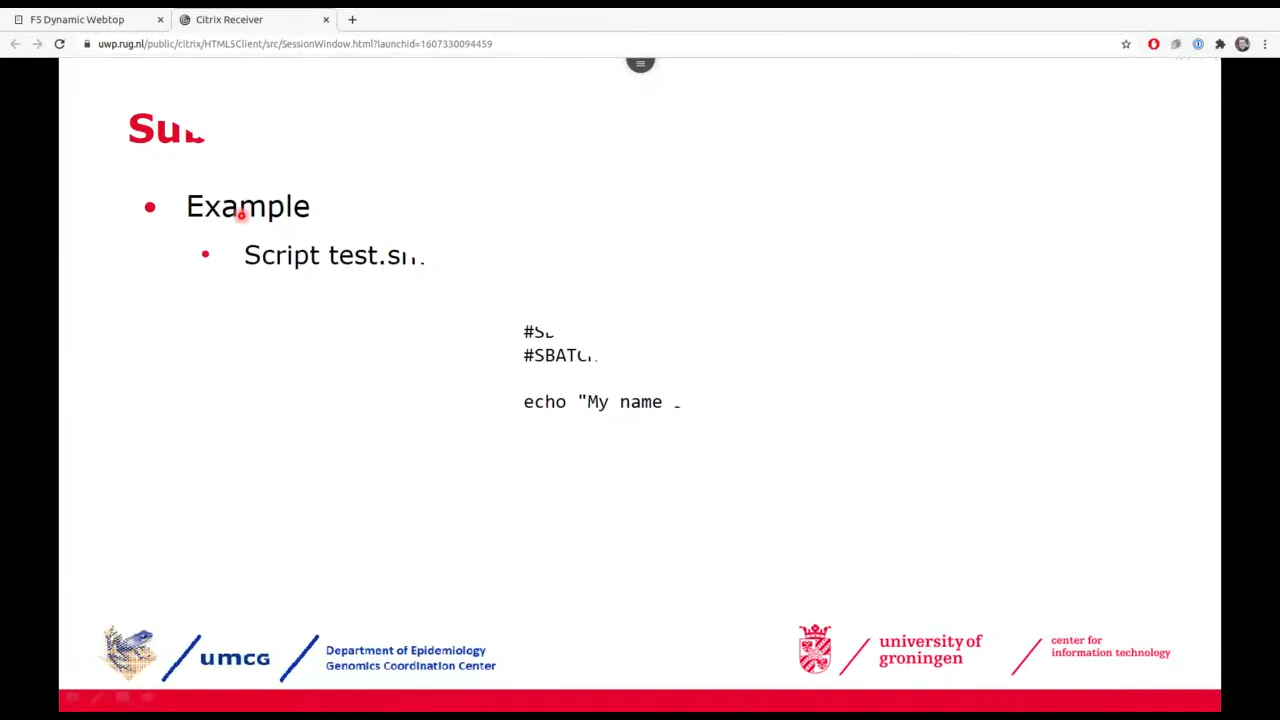 F5 Dynamic Webtop
Citrix Receiver
uwp.rug.nl/public/citrix/HTML5Client/src/SessionWindow.html?launchid=1607330094459
Example
Script
echo "My name
umcg
Department of Epidemiology
Genomics Coordination Center
university of
groningen
center for
information technology